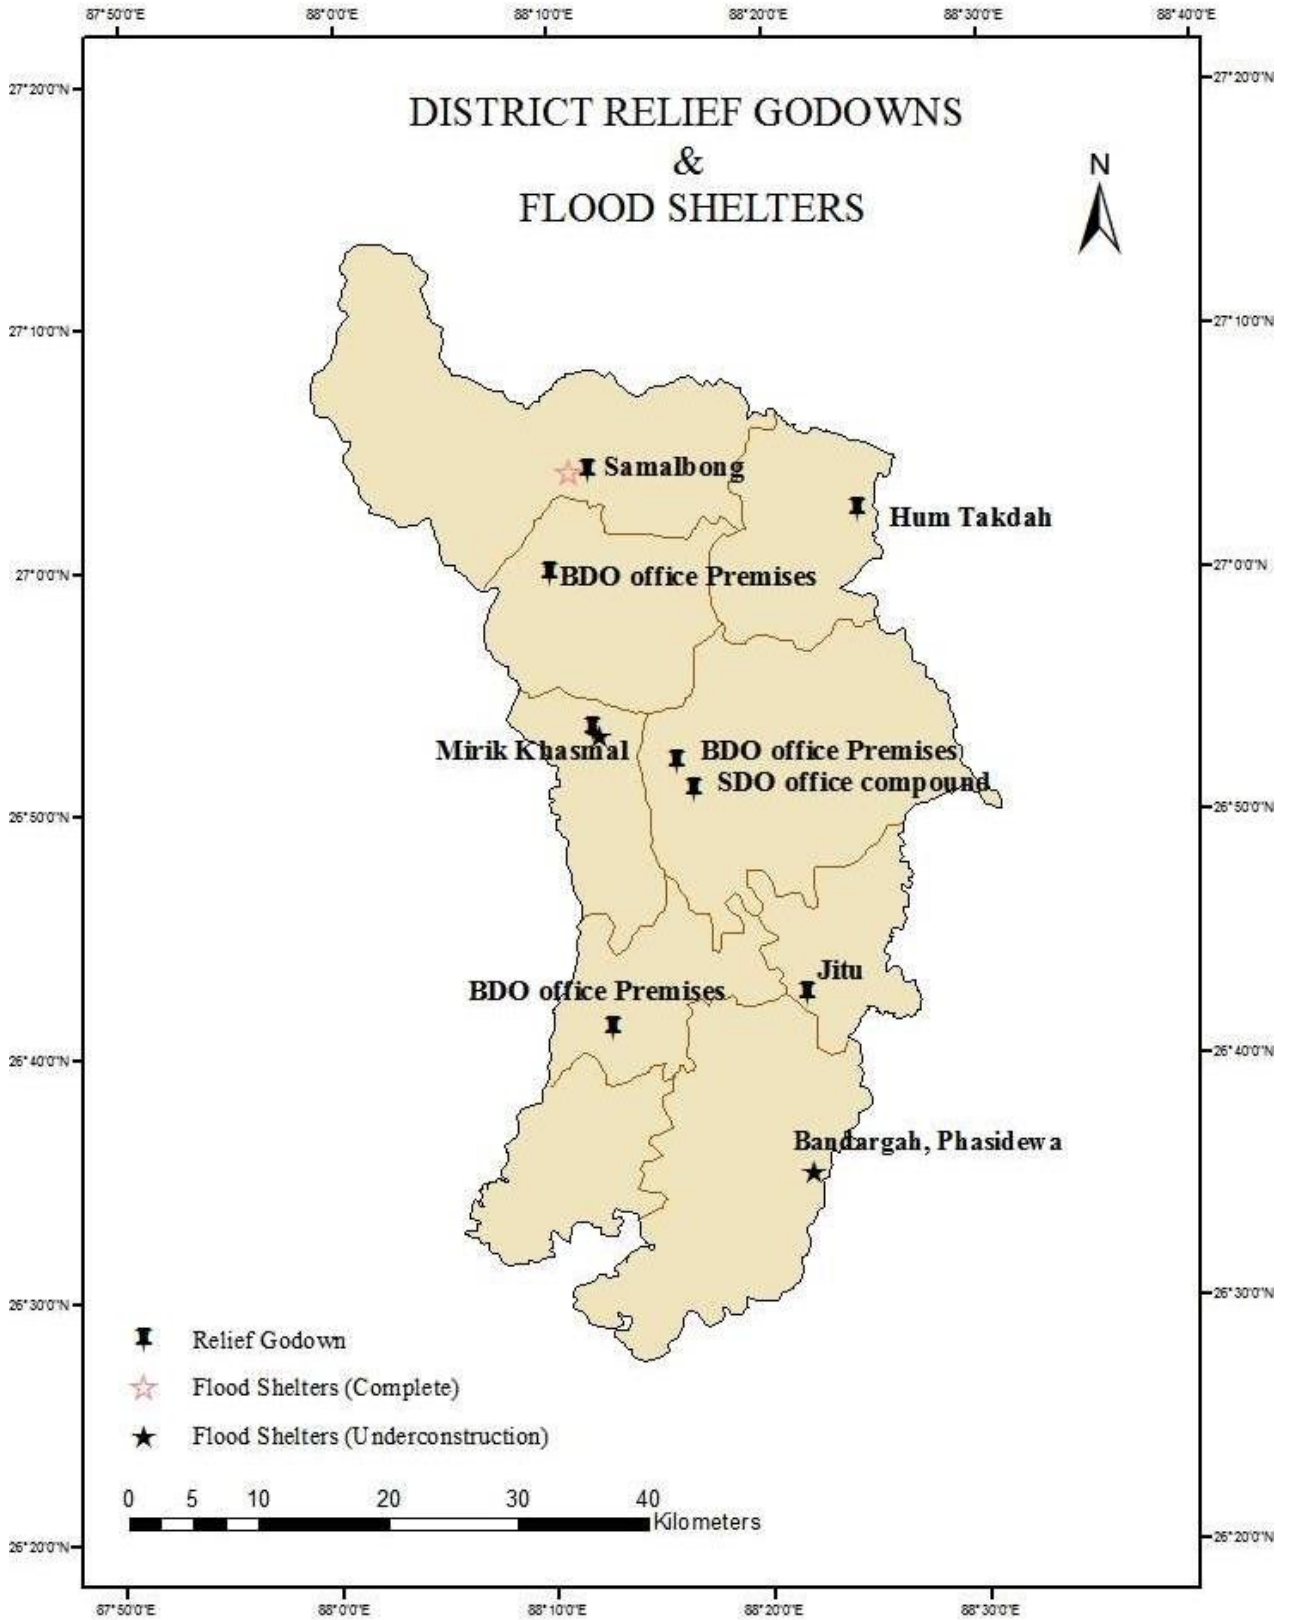 87°50'0"E 88°0'0"E 88°10'0"E 88°20'0"E 88°30'0"E 88°40'0"E
27°20'0"N 27°20'0"N
DISTRICT RELIEF GODOWNS
&
FLOOD SHELTERS
N
27°10'0"N 27°10'0"N
Samalbong
Hum Takdah
27°0'0"N 27°0'0"N
BDO office Premises
Mirik Khasmal
BDO office Premises
SDO office compound
26°50'0"N 26°50'0"N
Jitu
BDO office Premises
26°40'0"N 26°40'0"N
Bandargah, Phasidewa
26°30'0"N 26°30'0"N
Relief Godown
Flood Shelters (Complete)
Flood Shelters (Underconstruction)
0 5 10 20 30 40
Kilometers
26°20'0"N 26°20'0"N
87°50'0"E 88°0'0"E 88°10'0"E 88°20'0"E 88°30'0"E